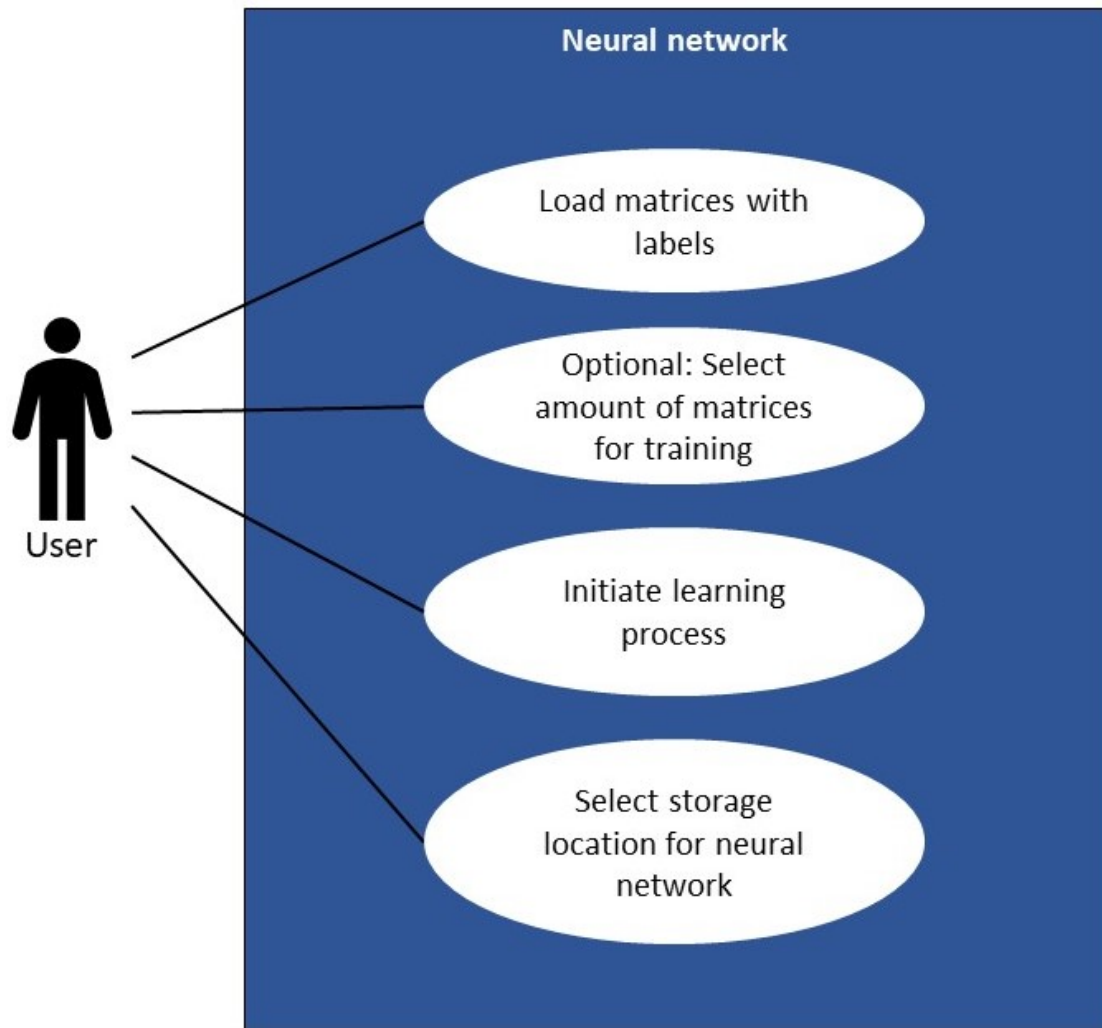 Neural network
Load matrices with
labels
Optional: Select
amount of matrices
for training
User
Initiate learning
process
Select storage
location for neural
network